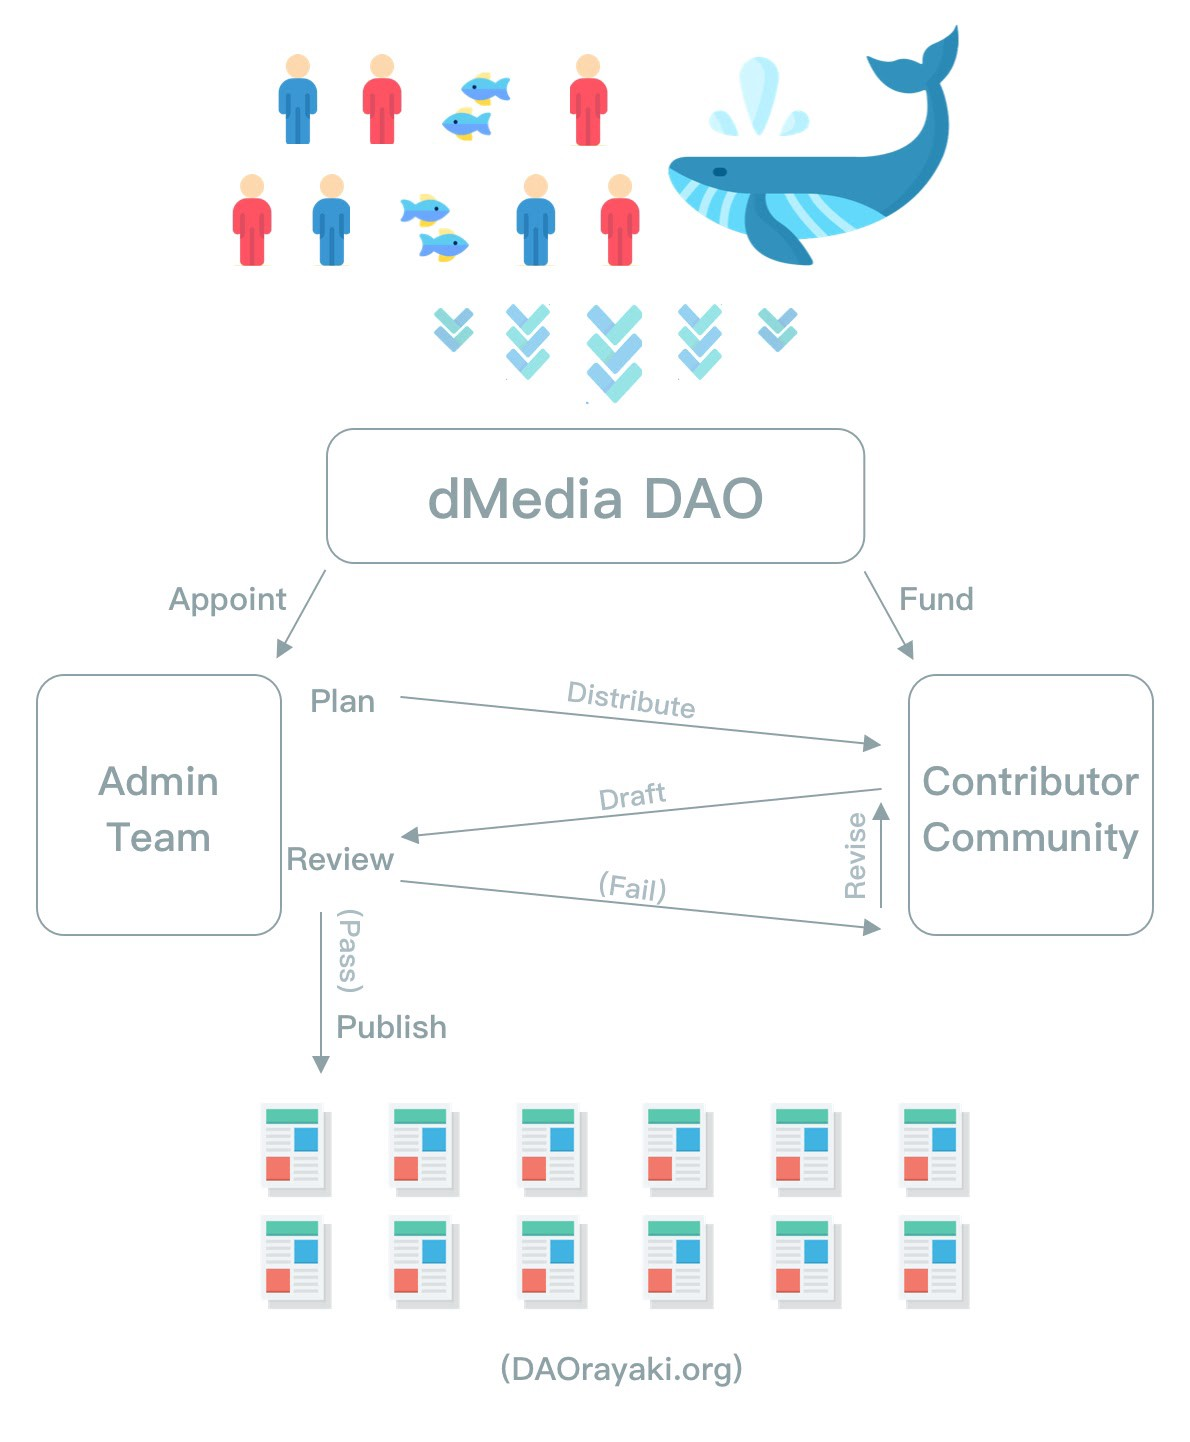 dMedia DAO
Appoint
Fund
Plan
Distribute
Admin
Team
Contributor
Community
Draft
Revise
Review
(Fail)
(Pass)
Publish
(DAOrayaki.org)